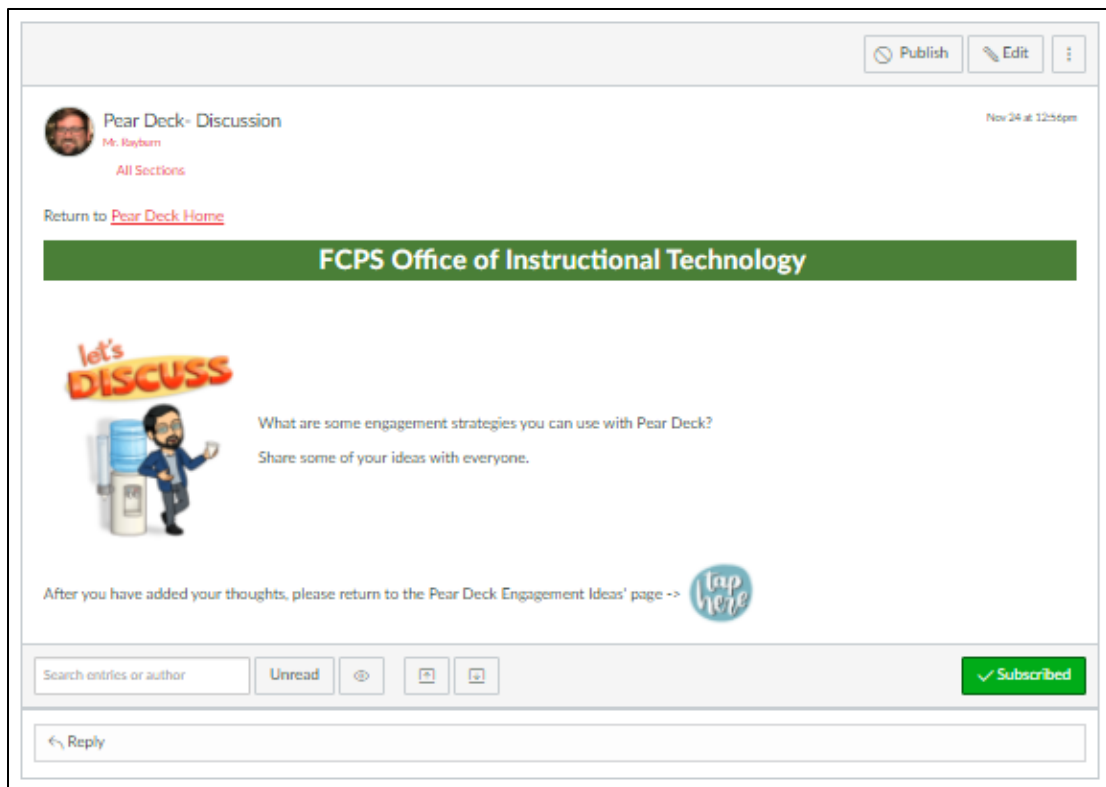 Publish
Edit
Pear Deck- Discussion
Nov 24 at 12:56pm
Mr. Rayburn
All Sections
Return to Pear Deck Home
FCPS Office of Instructional Technology
let's
DISCUSS
What are some engagement strategies you can use with Pear Deck?
Share some of your ideas with everyone.
After you have added your thoughts, please return to the Pear Deck Engagement Ideas' page ->
tap
here
Search entries or author
Unread
Subscribed
Reply